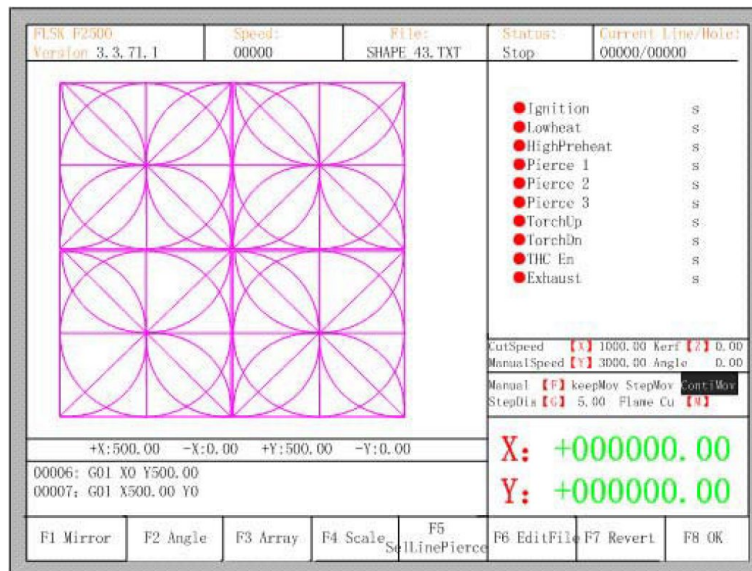 FLSK F2500
Version 3.3.71.1
Speed:
00000
File:
SHAPE 43.TXT
Status:
Stop
Current Line/Hole:
00000/00000
Ignition s
Lowheat s
HighPreheat s
Pierce 1 s
Pierce 2 s
Pierce 3 s
TorchUp s
TorchDn s
THC En s
Exhaust s
CutSpeed 【X】 1000.00 Kerf 【Z】 0.00
ManualSpeed 【Y】 3000.00 Angle 0.00
Manual 【F】 keepMov StepMov ContiMov
StepDis 【G】 5.00 Flame Cu 【M】
+X:500.00 -X:0.00 +Y:500.00 -Y:0.00
00006: G01 X0 Y500.00
00007: G01 X500.00 Y0
X: +000000.00
Y: +000000.00
F1 Mirror
F2 Angle
F3 Array
F4 Scale
F5
SelLinePierce
F6 EditFile
F7 Revert
F8 OK